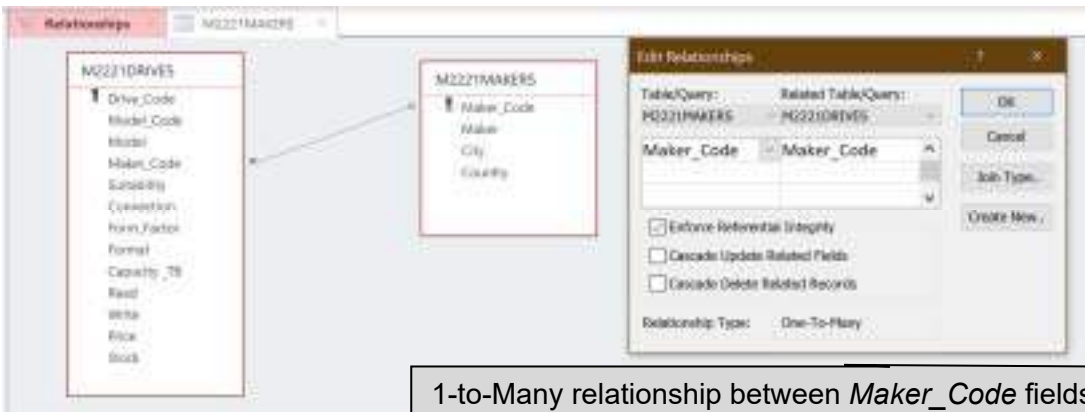 Relationships M2221MAKERS
M2221DRIVES
Drive_Code
Model_Code
Model
Maker_Code
Suitability
Connection
Form_Factor
Format
Capacity_TB
Read
Write
Price
Stock
M2221MAKERS
Maker_Code
Maker
City
Country
Edit Relationships ? ×
Table/Query: Related Table/Query:
M2221MAKERS M2221DRIVES
Maker_Code Maker_Code
Enforce Referential Integrity
Cascade Update Related Fields
Cascade Delete Related Records
Relationship Type: One-To-Many
OK
Cancel
Join Type..
Create New..
1-to-Many relationship between Maker_Code fields